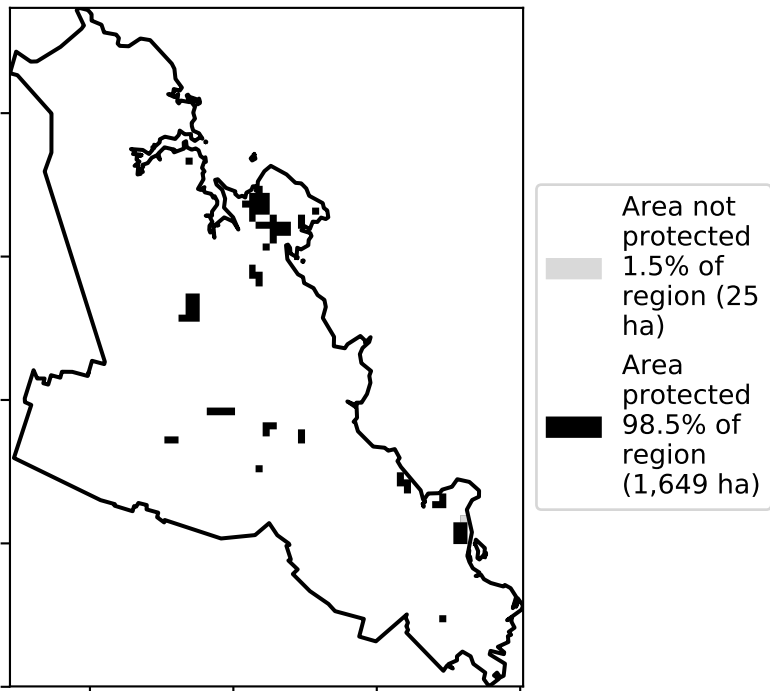 Area not
protected
1.5% of
region (25
ha)
Area
protected
98.5% of
region
(1,649 ha)